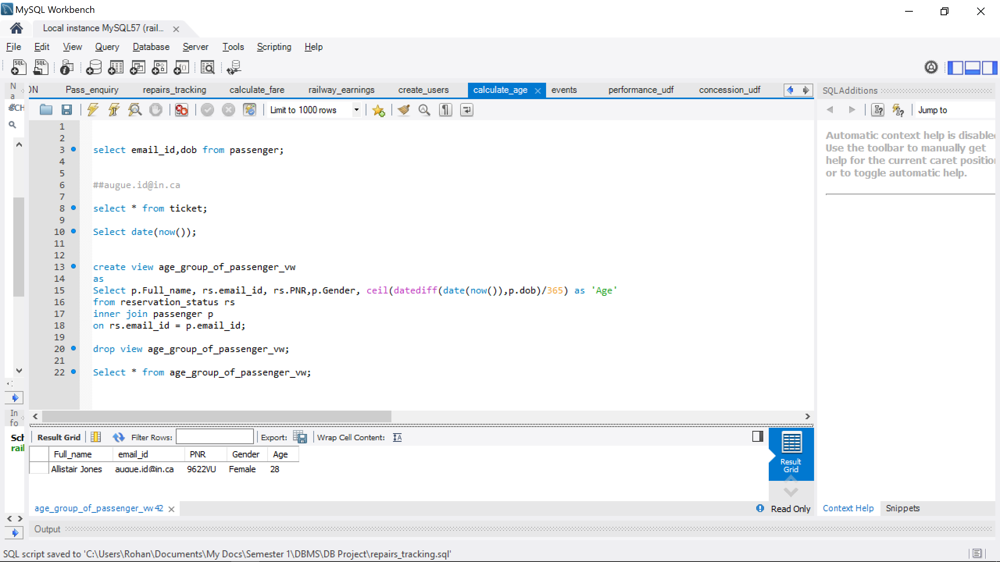 MySQL Workbench
Local instance MySQL57 (rail...
File Edit View Query Database Server Tools Scripting Help
Na
ON Pass_enquiry repairs_tracking calculate_fare railway_earnings create_users calculate_age events performance_udf concession_udf
SQLAdditions
SCH
Limit to 1000 rows
Jump to
Automatic context help is disabled
Use the toolbar to manually get
help for the current caret position
or to toggle automatic help.
1
2
3 select email_id,dob from passenger;
4
5
6 ##augue.id@in.ca
7
8 select * from ticket;
9
10 Select date(now());
11
12
13 create view age_group_of_passenger_vw
14 as
15 Select p.Full_name, rs.email_id, rs.PNR,p.Gender, ceil(datediff(date(now()),p.dob)/365) as 'Age'
16 from reservation_status rs
17 inner join passenger p
18 on rs.email_id = p.email_id;
19
20 drop view age_group_of_passenger_vw;
21
22 Select * from age_group_of_passenger_vw;
Info
Sch
rail
Result Grid Filter Rows: Export: Wrap Cell Content:
Full_name email_id PNR Gender Age
Allistair Jones augue.id@in.ca 9622VU Female 28
Result
Grid
age_group_of_passenger_vw 42
Read Only
Context Help Snippets
Output
SQL script saved to 'C:\Users\Rohan\Documents\My Docs\Semester 1\DBMS\DB Project\repairs_tracking.sql'